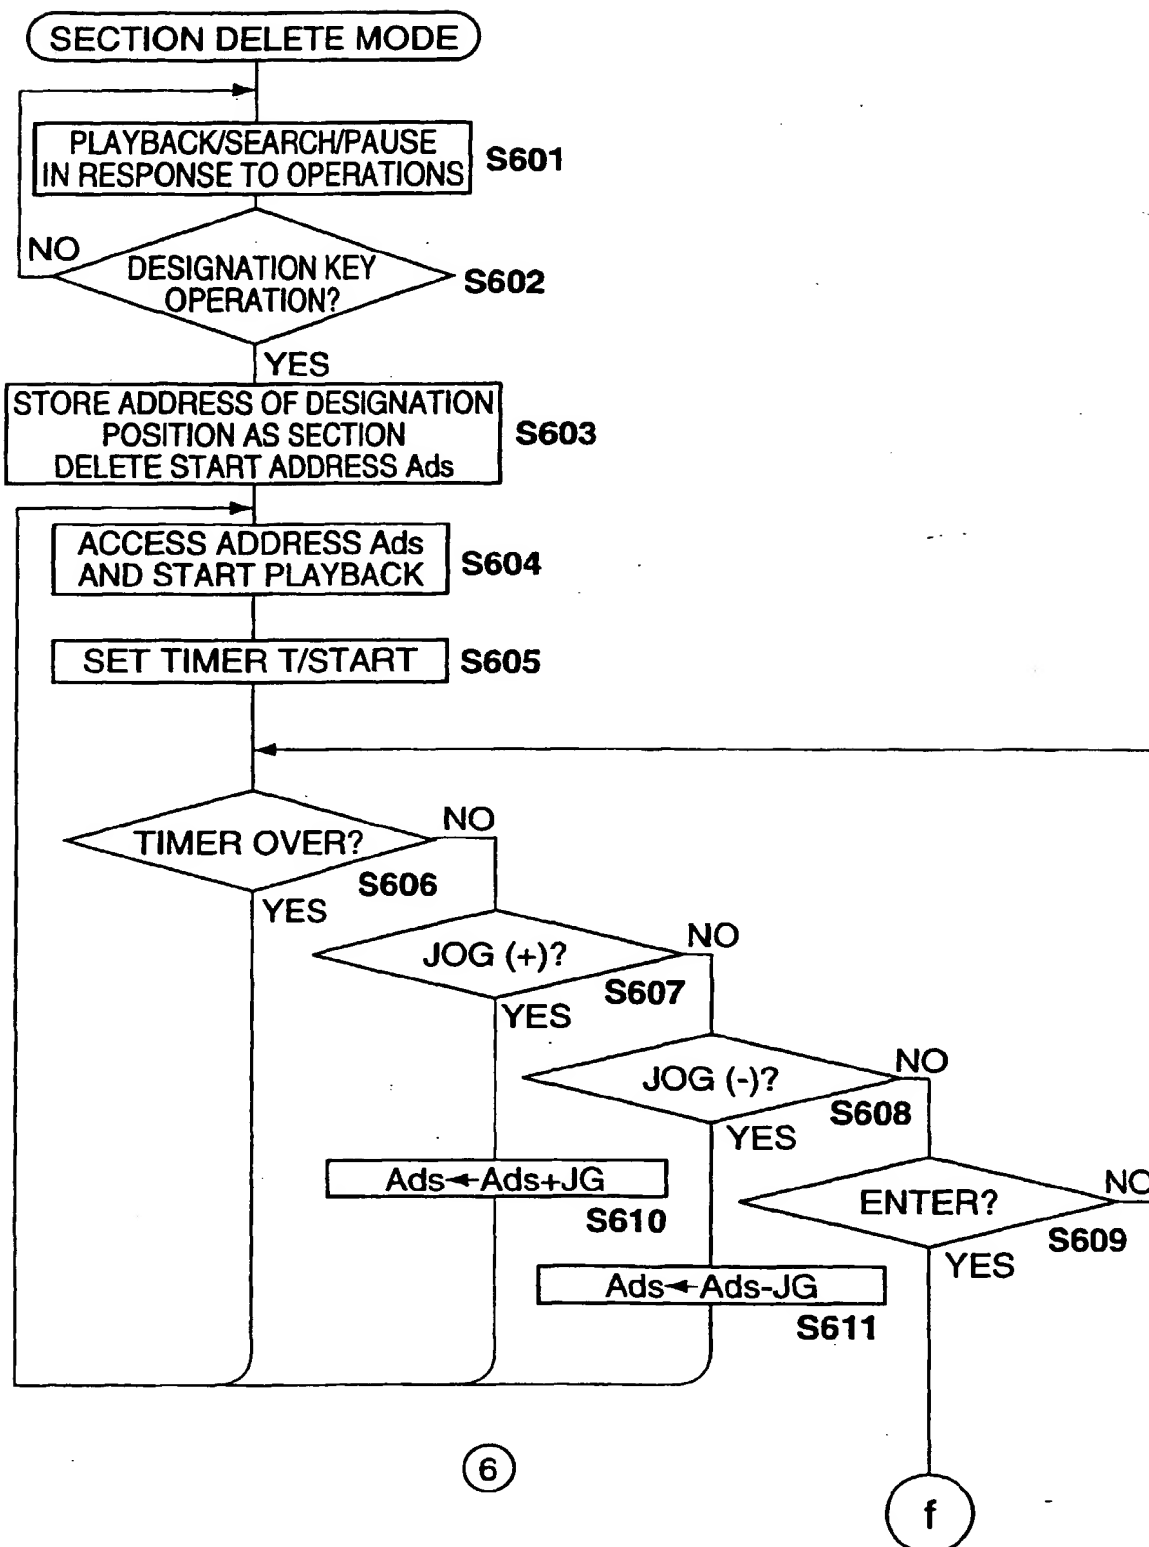 SECTION DELETE MODE
PLAYBACK/SEARCH/PAUSE
IN RESPONSE TO OPERATIONS
S601
NO
DESIGNATION KEY
OPERATION?
S602
YES
STORE ADDRESS OF DESIGNATION
POSITION AS SECTION
DELETE START ADDRESS Ads
S603
ACCESS ADDRESS Ads
AND START PLAYBACK
S604
SET TIMER T/START
S605
TIMER OVER?
NO
S606
YES
JOG (+)?
NO
S607
YES
JOG (-)?
NO
S608
YES
Ads←Ads+JG
S610
ENTER?
NO
S609
YES
Ads←Ads-JG
S611
6
f